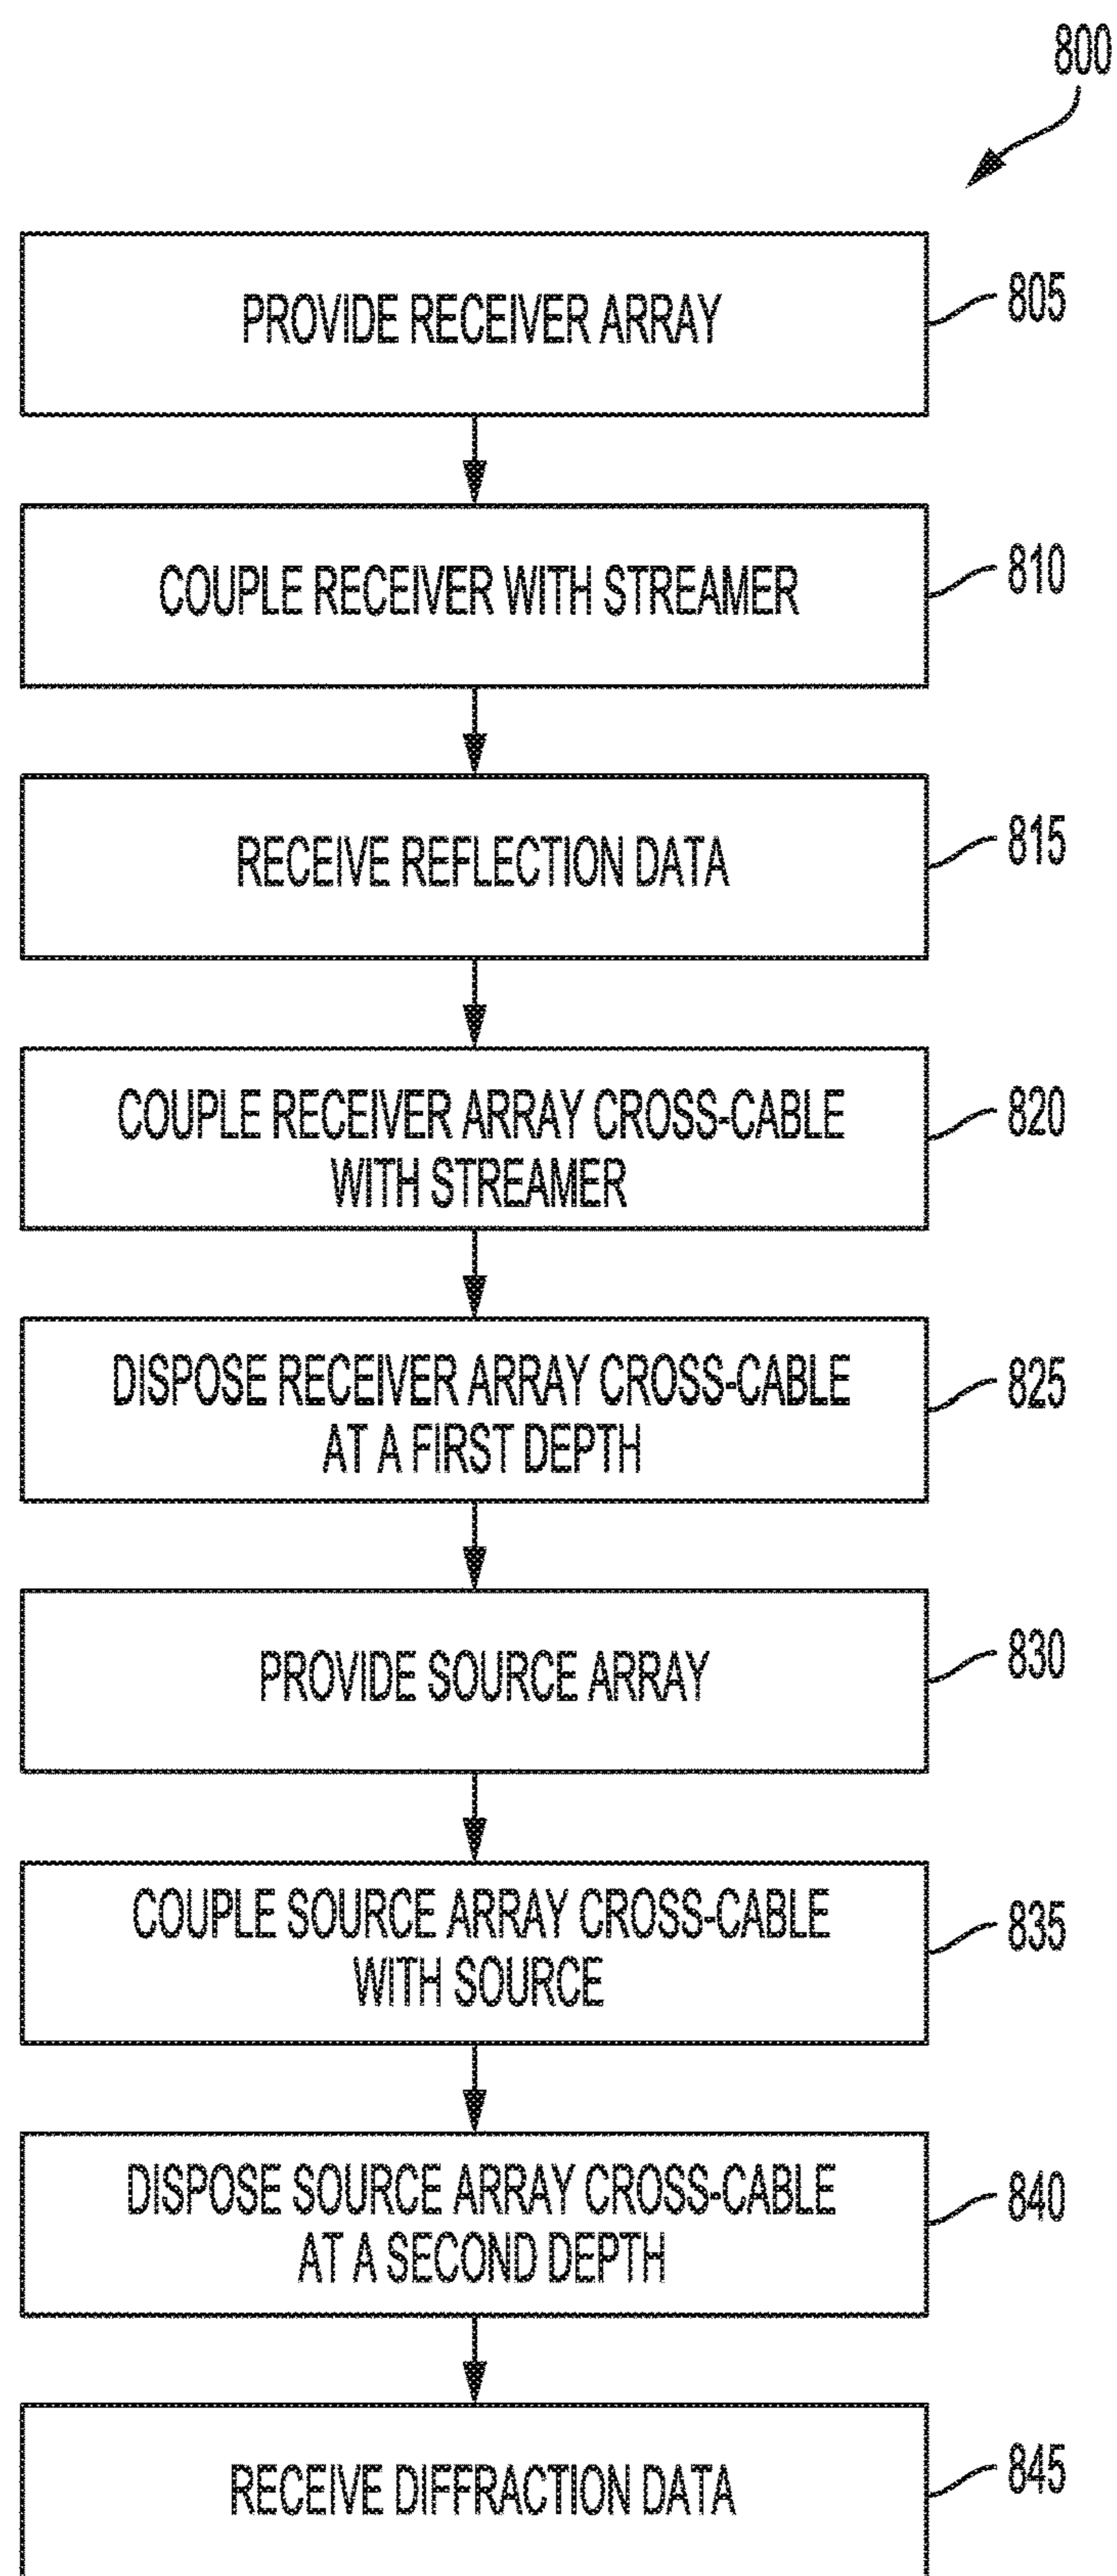 800
PROVIDE RECEIVER ARRAY
805
COUPLE RECEIVER WITH STREAMER
810
RECEIVE REFLECTION DATA
815
COUPLE RECEIVER ARRAY CROSS-CABLE
WITH STREAMER
820
DISPOSE RECEIVER ARRAY CROSS-CABLE
AT A FIRST DEPTH
825
PROVIDE SOURCE ARRAY
830
COUPLE SOURCE ARRAY CROSS-CABLE
WITH SOURCE
835
DISPOSE SOURCE ARRAY CROSS-CABLE
AT A SECOND DEPTH
840
RECEIVE DIFFRACTION DATA
845